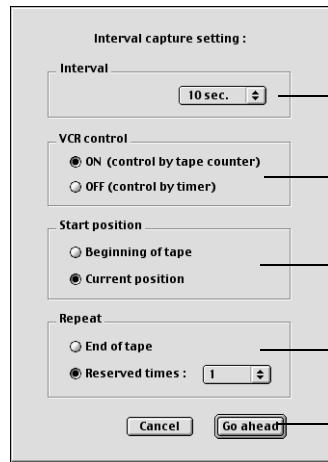 Interval capture setting :
Interval
10 sec.
VCR control
ON (control by tape counter)
OFF (control by timer)
Start position
Beginning of tape
Current position
Repeat
End of tape
Reserved times : 1
Cancel Go ahead